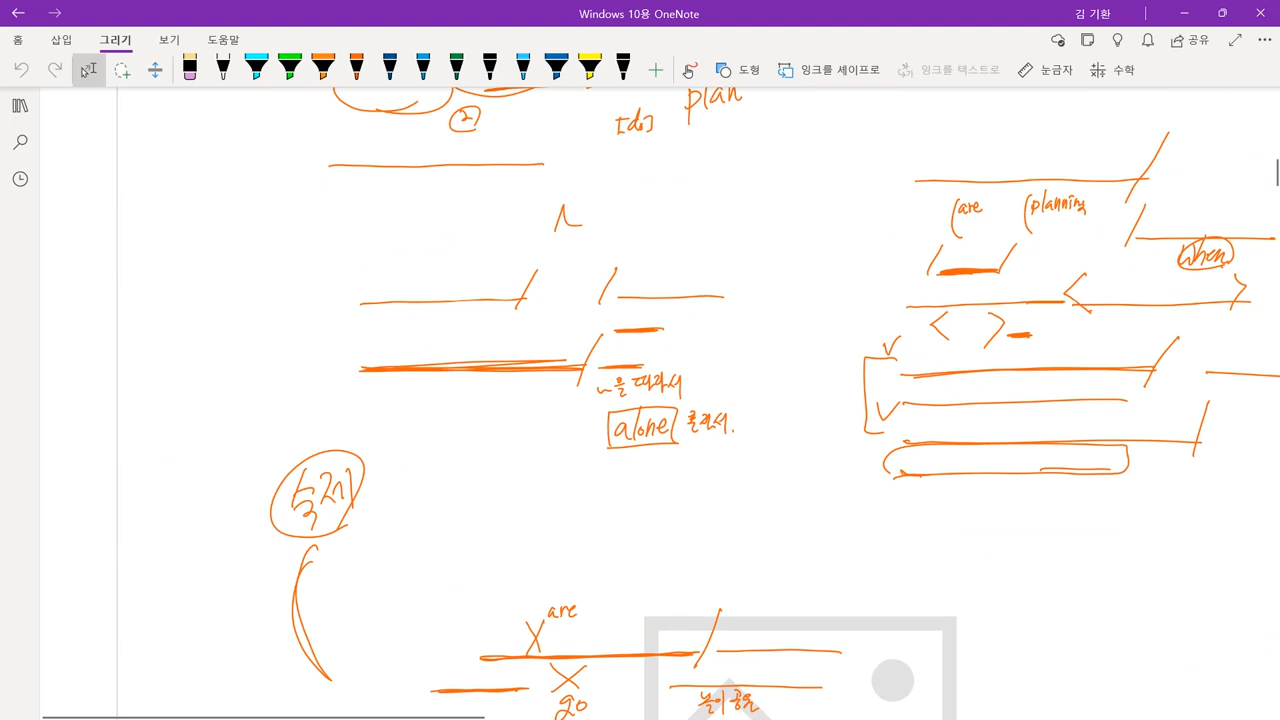 Windows 10용 OneNote
김 기환
홈 삽입 그리기 보기 도움말
공유
도형 잉크를 셰이프로 잉크를 텍스트로 눈금자 수학
plan
②
[do]
are planning
when
~을 따라서
alone 골라서.
숙제
are
go 놀이공원